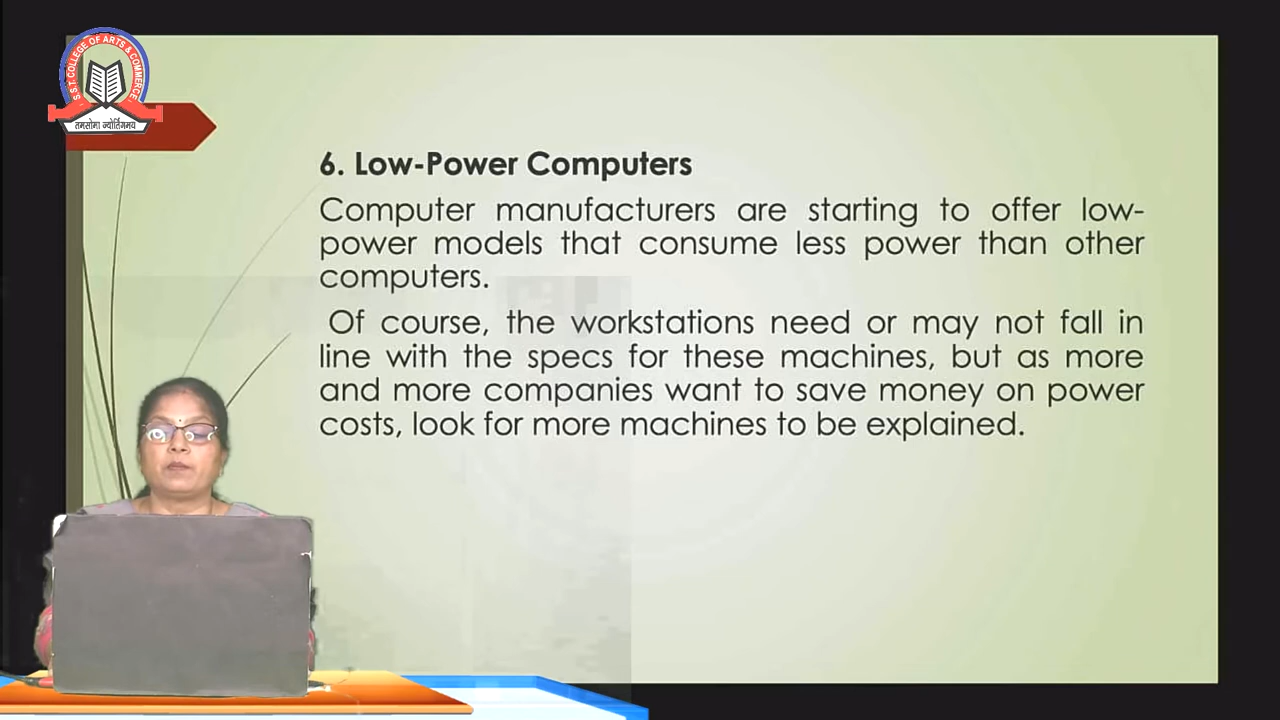 S.S.T. COLLEGE OF ARTS & COMMERCE
तमसोमा ज्योर्तिगमय
6. Low-Power Computers
Computer manufacturers are starting to offer low-
power models that consume less power than other
computers.
Of course, the workstations need or may not fall in
line with the specs for these machines, but as more
and more companies want to save money on power
costs, look for more machines to be explained.